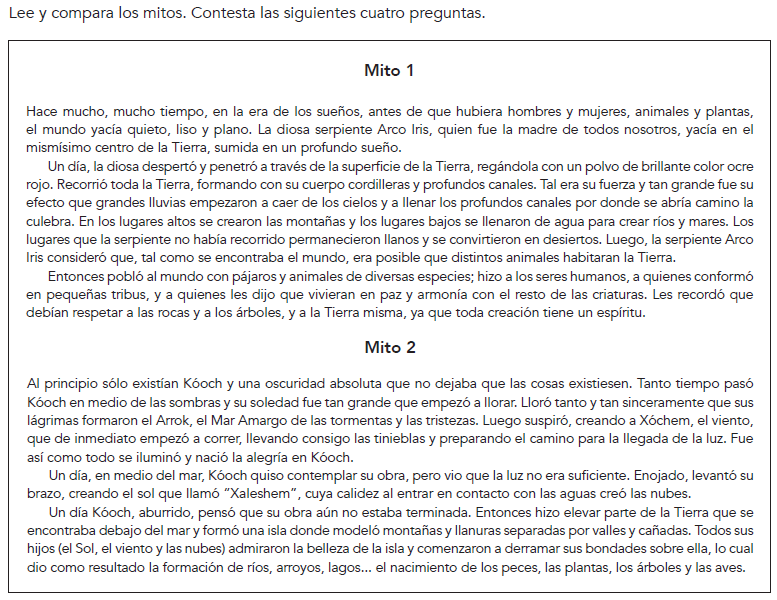 Lee y compara los mitos. Contesta las siguientes cuatro preguntas.
Mito 1
Hace mucho, mucho tiempo, en la era de los sueños, antes de que hubiera hombres y mujeres, animales y plantas,
el mundo yacía quieto, liso y plano. La diosa serpiente Arco Iris, quien fue la madre de todos nosotros, yacía en el
mismísimo centro de la Tierra, sumida en un profundo sueño.
Un día, la diosa despertó y penetró a través de la superficie de la Tierra, regándola con un polvo de brillante color ocre
rojo. Recorrió toda la Tierra, formando con su cuerpo cordilleras y profundos canales. Tal era su fuerza y tan grande fue su
efecto que grandes lluvias empezaron a caer de los cielos y a llenar los profundos canales por donde se abría camino la
culebra. En los lugares altos se crearon las montañas y los lugares bajos se llenaron de agua para crear ríos y mares. Los
lugares que la serpiente no había recorrido permanecieron llanos y se convirtieron en desiertos. Luego, la serpiente Arco
Iris consideró que, tal como se encontraba el mundo, era posible que distintos animales habitaran la Tierra.
Entonces pobló al mundo con pájaros y animales de diversas especies; hizo a los seres humanos, a quienes conformó
en pequeñas tribus, y a quienes les dijo que vivieran en paz y armonía con el resto de las criaturas. Les recordó que
debían respetar a las rocas y a los árboles, y a la Tierra misma, ya que toda creación tiene un espíritu.
Mito 2
Al principio sólo existían Kóoch y una oscuridad absoluta que no dejaba que las cosas existiesen. Tanto tiempo pasó
Kóoch en medio de las sombras y su soledad fue tan grande que empezó a llorar. Lloró tanto y tan sinceramente que sus
lágrimas formaron el Arrok, el Mar Amargo de las tormentas y las tristezas. Luego suspiró, creando a Xóchem, el viento,
que de inmediato empezó a correr, llevando consigo las tinieblas y preparando el camino para la llegada de la luz. Fue
así como todo se iluminó y nació la alegría en Kóoch.
Un día, en medio del mar, Kóoch quiso contemplar su obra, pero vio que la luz no era suficiente. Enojado, levantó su
brazo, creando el sol que llamó “Xaleshem”, cuya calidez al entrar en contacto con las aguas creó las nubes.
Un día Kóoch, aburrido, pensó que su obra aún no estaba terminada. Entonces hizo elevar parte de la Tierra que se
encontraba debajo del mar y formó una isla donde modeló montañas y llanuras separadas por valles y cañadas. Todos sus
hijos (el Sol, el viento y las nubes) admiraron la belleza de la isla y comenzaron a derramar sus bondades sobre ella, lo cual
dio como resultado la formación de ríos, arroyos, lagos... el nacimiento de los peces, las plantas, los árboles y las aves.